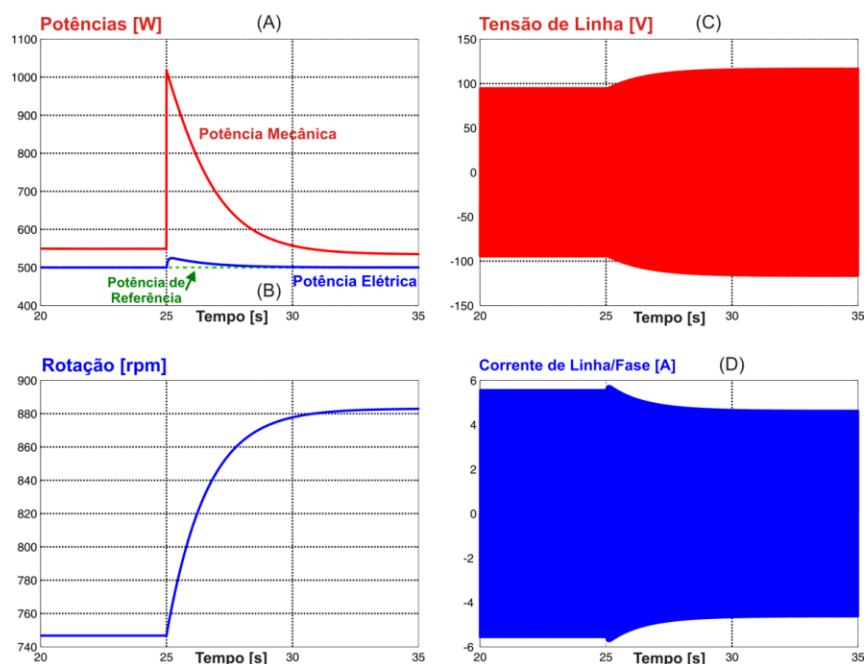 Potências [W]
(A)
1100
1000
900
800
700
600
500
400
Potência Mecânica
Potência de
Referência
Potência Elétrica
(B)
20
25
30
35
Tempo [s]
Tensão de Linha [V]
(C)
150
100
50
0
-50
-100
-150
20
25
30
35
Tempo [s]
Rotação [rpm]
900
880
860
840
820
800
780
760
740
20
25
30
35
Tempo [s]
Corrente de Linha/Fase [A]
(D)
6
4
2
0
-2
-4
-6
20
25
30
35
Tempo [s]